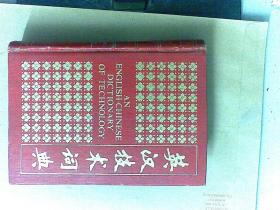 AN
ENGLISH-CHINESE
DICTIONARY
OF TECHNOLOGY
英汉技术词典